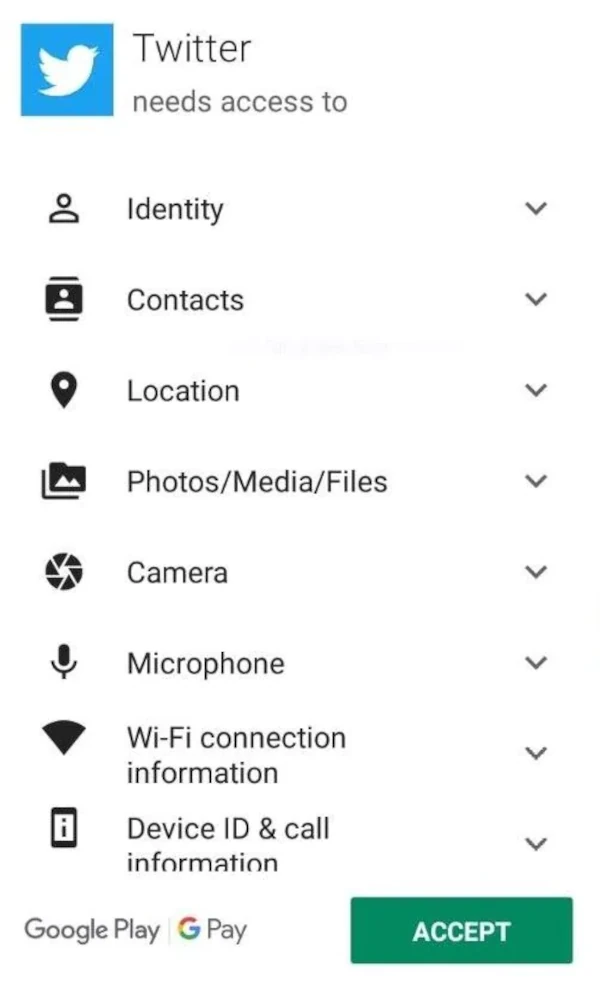 Twitter
needs access to
Identity
Contacts
Location
Photos/Media/Files
Camera
Microphone
Wi-Fi connection
information
Device ID & call
information
Google Play | G Pay
ACCEPT